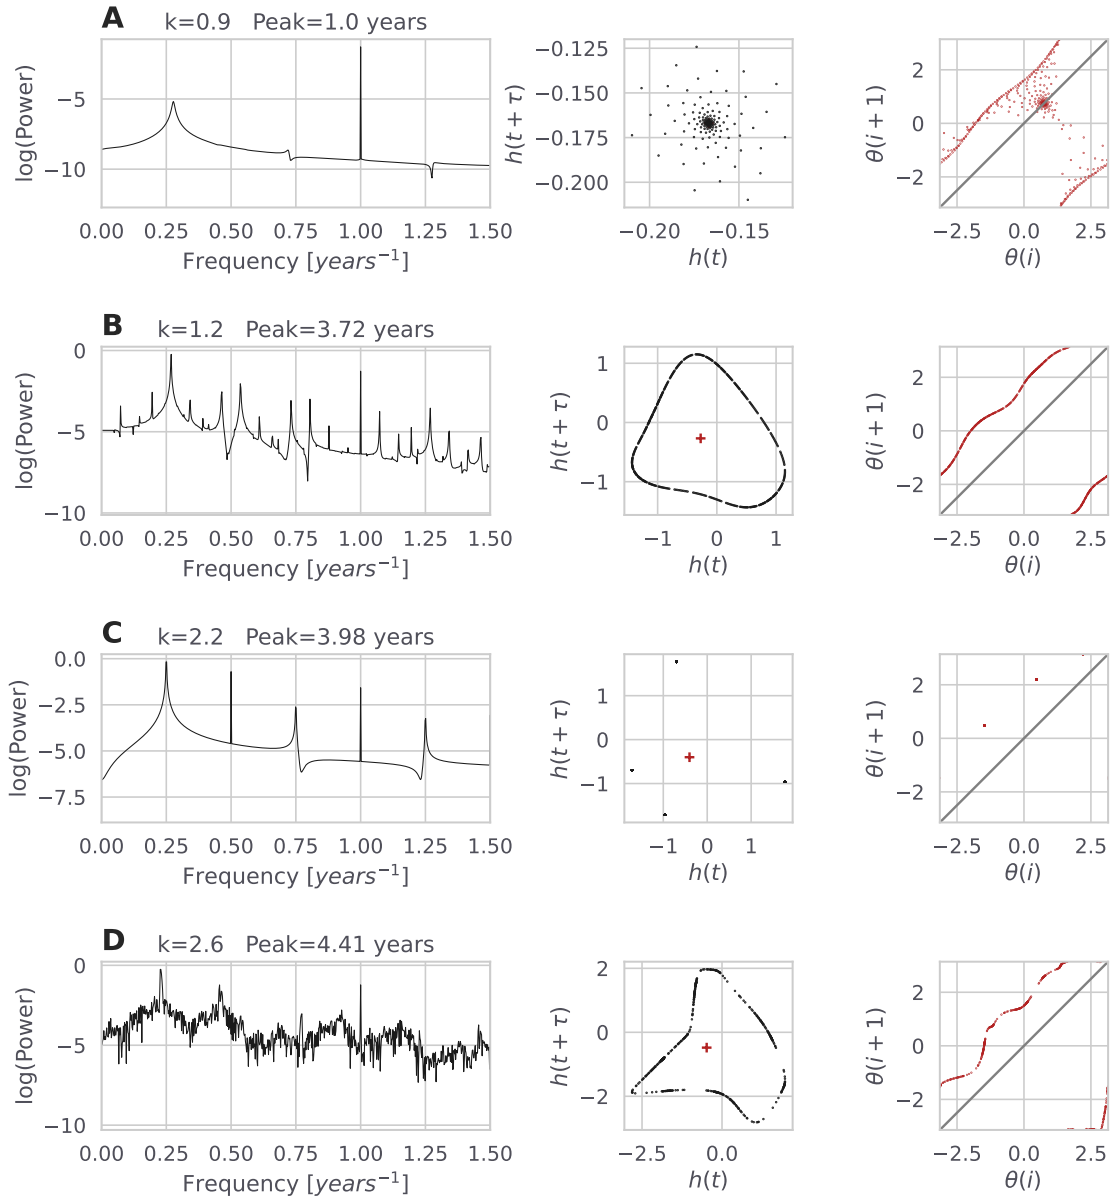 A k=0.9 Peak=1.0 years
log(Power)
−5
−10
0.00 0.25 0.50 0.75 1.00 1.25 1.50
Frequency [years⁻¹]
h(t + τ)
−0.125
−0.150
−0.175
−0.200
−0.20 −0.15
h(t)
θ(i + 1)
2
0
−2
−2.5 0.0 2.5
θ(i)
B k=1.2 Peak=3.72 years
log(Power)
0
−5
−10
0.00 0.25 0.50 0.75 1.00 1.25 1.50
Frequency [years⁻¹]
h(t + τ)
1
0
−1
−1 0 1
h(t)
θ(i + 1)
2
0
−2
−2.5 0.0 2.5
θ(i)
C k=2.2 Peak=3.98 years
log(Power)
0.0
−2.5
−5.0
−7.5
0.00 0.25 0.50 0.75 1.00 1.25 1.50
Frequency [years⁻¹]
h(t + τ)
1
0
−1
−1 0 1
h(t)
θ(i + 1)
2
0
−2
−2.5 0.0 2.5
θ(i)
D k=2.6 Peak=4.41 years
log(Power)
0
−5
−10
0.00 0.25 0.50 0.75 1.00 1.25 1.50
Frequency [years⁻¹]
h(t + τ)
2
0
−2
−2.5 0.0
h(t)
θ(i + 1)
2
0
−2
−2.5 0.0 2.5
θ(i)